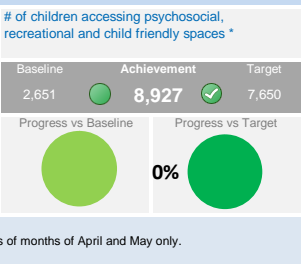 # of children accessing psychosocial,
recreational and child friendly spaces *
Baseline Achievement Target
2,651 8,927 7,650
Progress vs Baseline Progress vs Target
0%
s of months of April and May only.